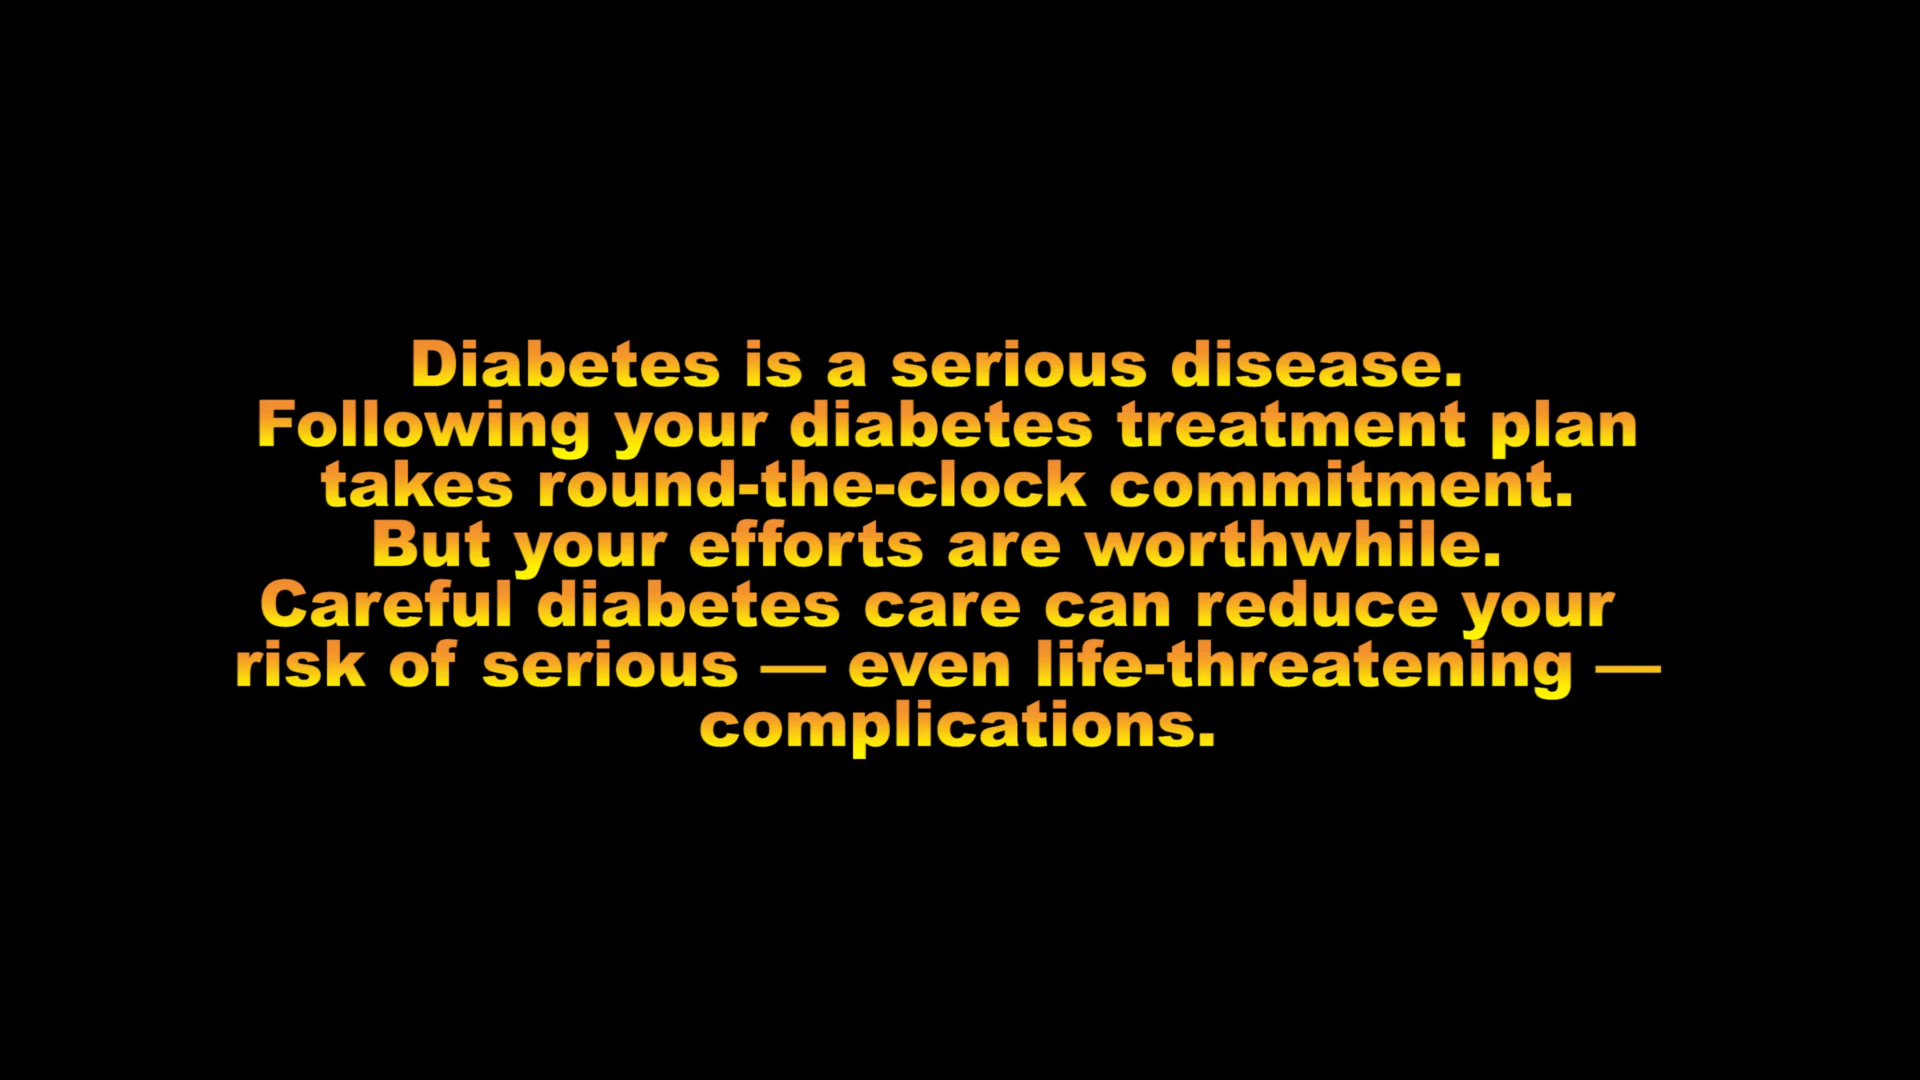 Diabetes is a serious disease.
Following your diabetes treatment plan
takes round-the-clock commitment.
But your efforts are worthwhile.
Careful diabetes care can reduce your
risk of serious — even life-threatening —
complications.